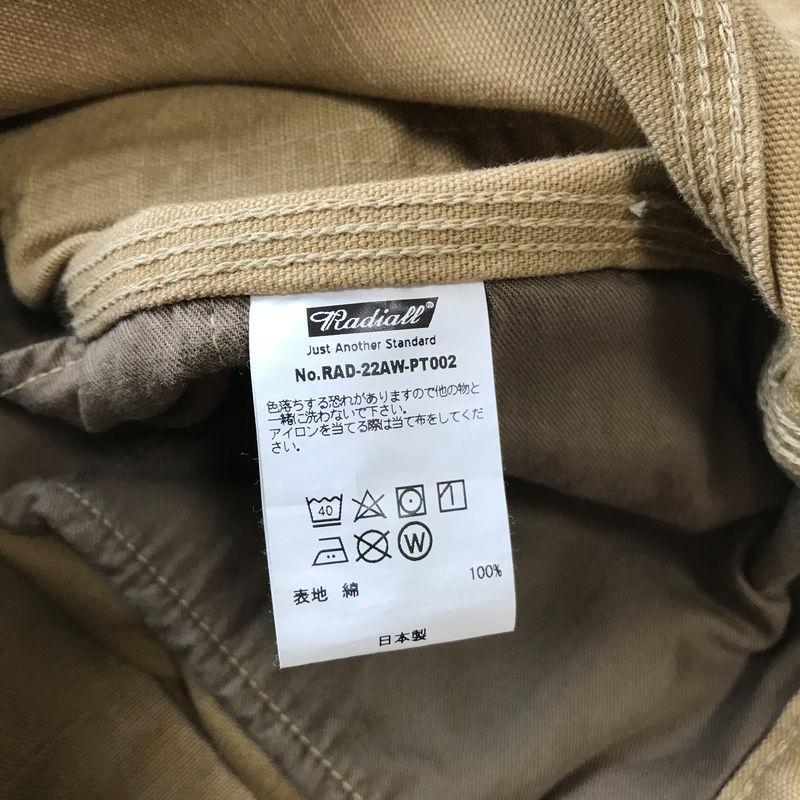 Radiall®
Just Another Standard
No.RAD-22AW-PT002
色落ちする恐れがありますので他の物と
一緒に洗わないで下さい。
アイロンを当てる際は当て布をしてくだ
さい。
40
W
表地 綿 100%
日本製